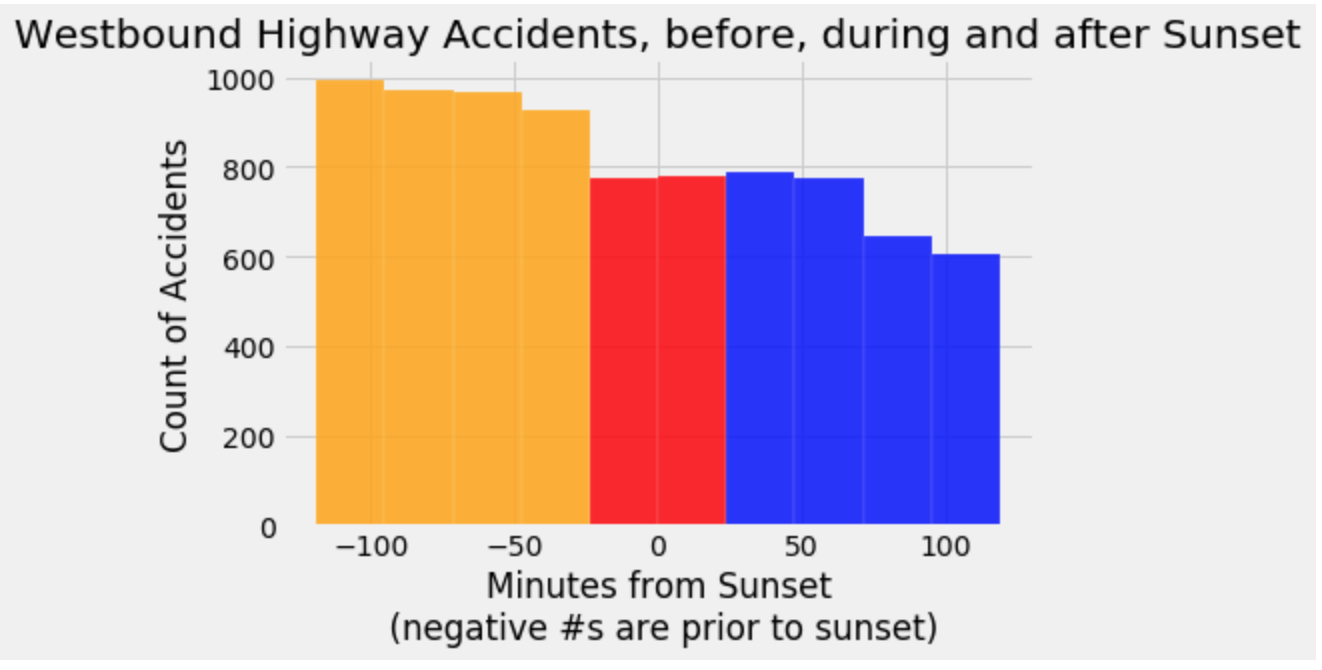 Westbound Highway Accidents, before, during and after Sunset
1000
800
600
400
200
0
Count of Accidents
−100 −50 0 50 100
Minutes from Sunset
(negative #s are prior to sunset)